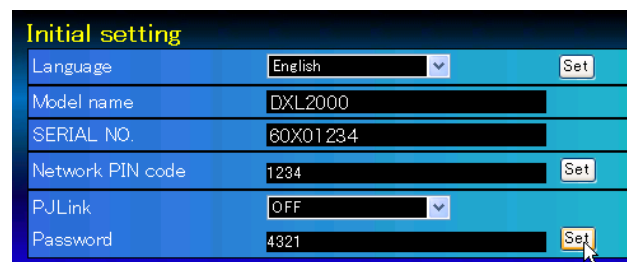 Initial setting
Language English Set
Model name DXL2000
SERIAL NO. 60X01234
Network PIN code 1234 Set
PJLink OFF
Password 4321 Set